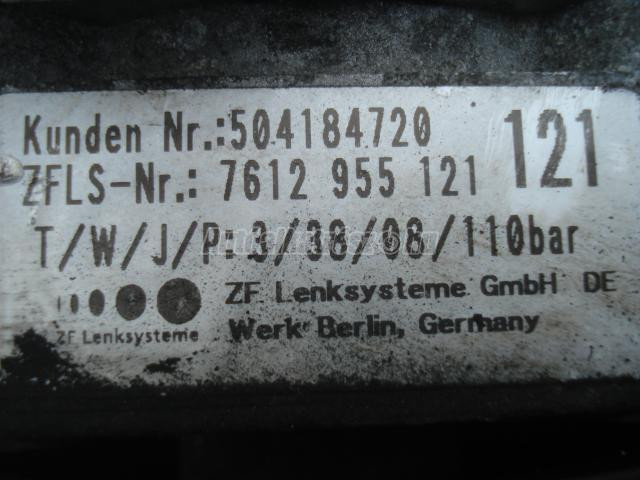 Kunden Nr.:504184720
ZFLS-Nr.: 7612 955 121
121
T/W/J/P:3/38/08/110bar
ZF Lenksysteme GmbH DE
Werk Berlin, Germany
ZF Lenksysteme